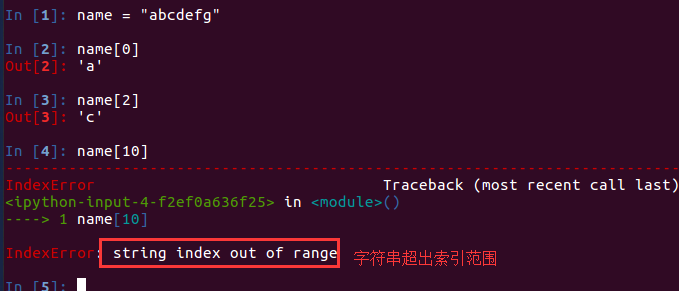 In [1]: name = "abcdefg"
In [2]: name[0]
Out[2]: 'a'
In [3]: name[2]
Out[3]: 'c'
In [4]: name[10]
---------------------------------------------------------------------------
IndexError                                Traceback (most recent call last)
<ipython-input-4-f2ef0a636f25> in <module>()
----> 1 name[10]
IndexError: string index out of range 字符串超出索引范围
In [5]: